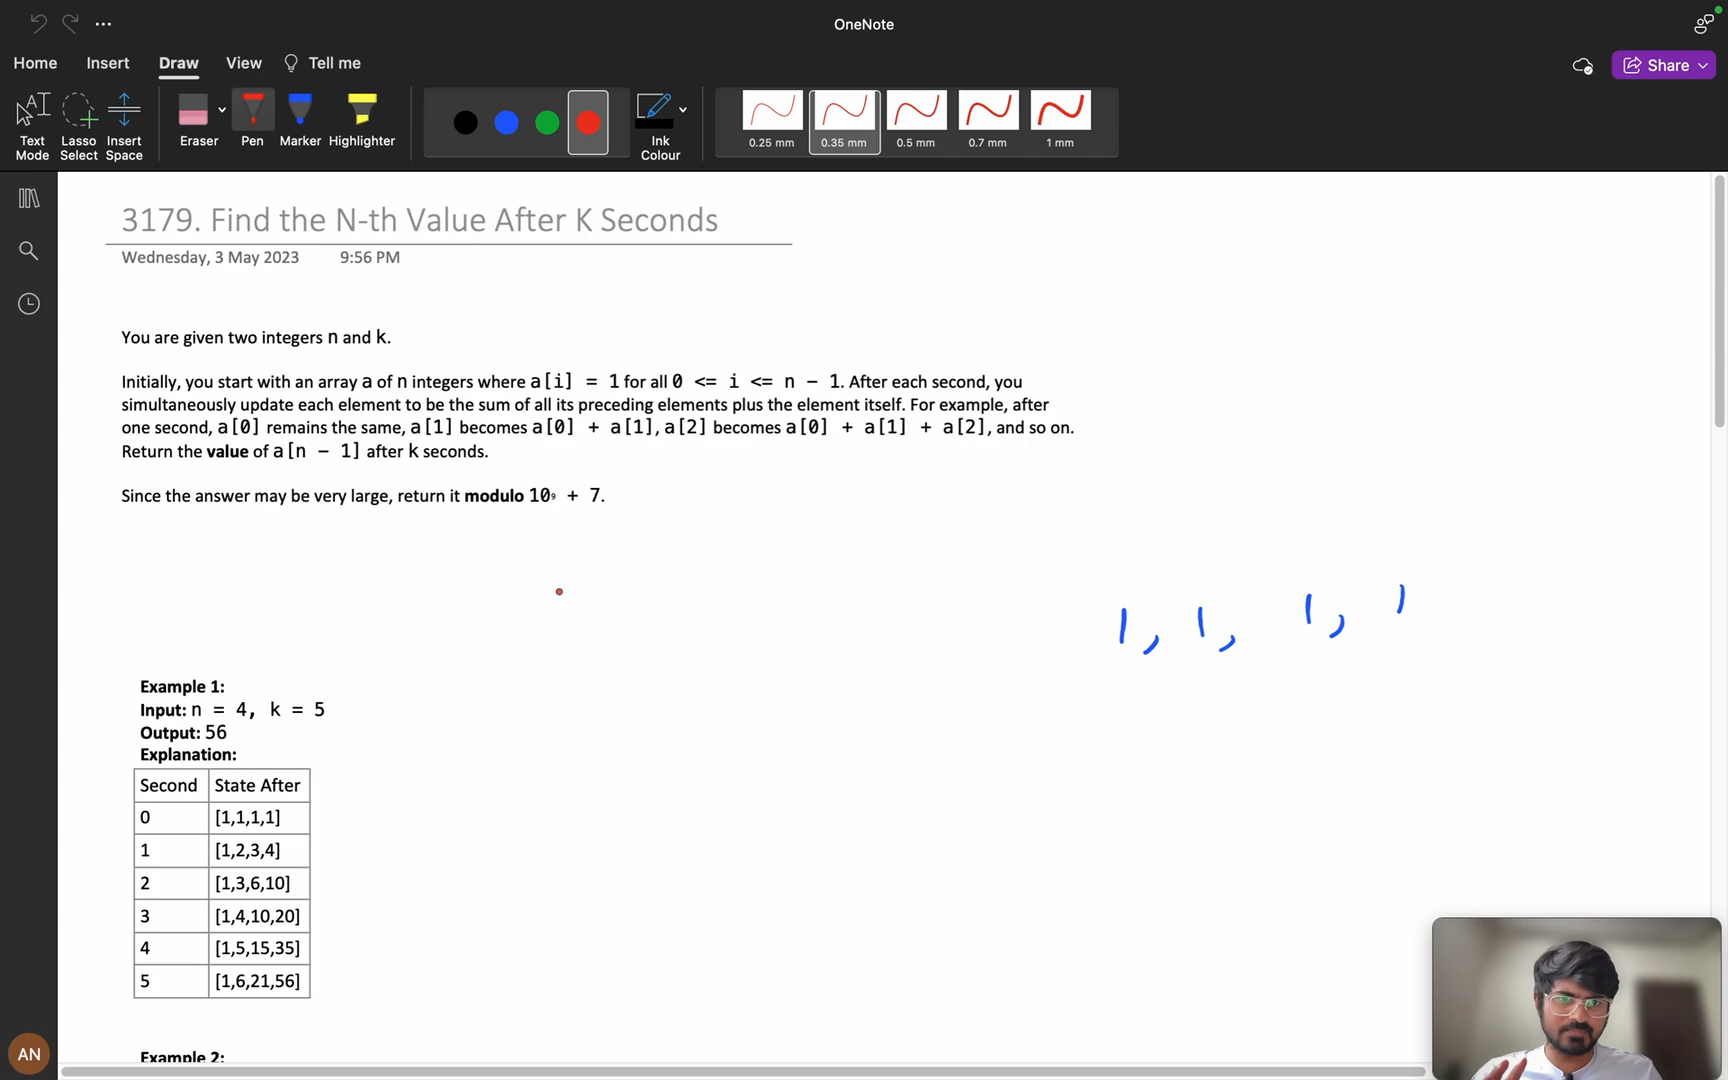 OneNote
Home Insert Draw View Tell me
Share
Text Mode
Lasso Select
Insert Space
Eraser
Pen
Marker
Highlighter
Ink Colour
0.25 mm
0.35 mm
0.5 mm
0.7 mm
1 mm
3179. Find the N-th Value After K Seconds
Wednesday, 3 May 2023 9:56 PM
You are given two integers n and k.
Initially, you start with an array a of n integers where a[i] = 1 for all 0 <= i <= n - 1. After each second, you
simultaneously update each element to be the sum of all its preceding elements plus the element itself. For example, after
one second, a[0] remains the same, a[1] becomes a[0] + a[1], a[2] becomes a[0] + a[1] + a[2], and so on.
Return the value of a[n - 1] after k seconds.
Since the answer may be very large, return it modulo 10⁹ + 7.
1, 1, 1, 1
Example 1:
Input: n = 4, k = 5
Output: 56
Explanation:
Second State After
0 [1,1,1,1]
1 [1,2,3,4]
2 [1,3,6,10]
3 [1,4,10,20]
4 [1,5,15,35]
5 [1,6,21,56]
Example 2:
AN